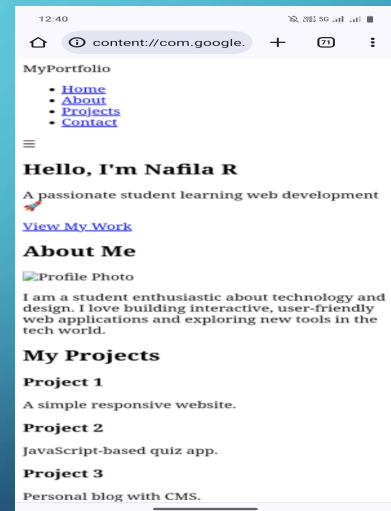 12:40
5G
content://com.google.
71
MyPortfolio
Home
About
Projects
Contact
Hello, I'm Nafila R
A passionate student learning web development
🚀
View My Work
About Me
Profile Photo
I am a student enthusiastic about technology and
design. I love building interactive, user-friendly
web applications and exploring new tools in the
tech world.
My Projects
Project 1
A simple responsive website.
Project 2
JavaScript-based quiz app.
Project 3
Personal blog with CMS.